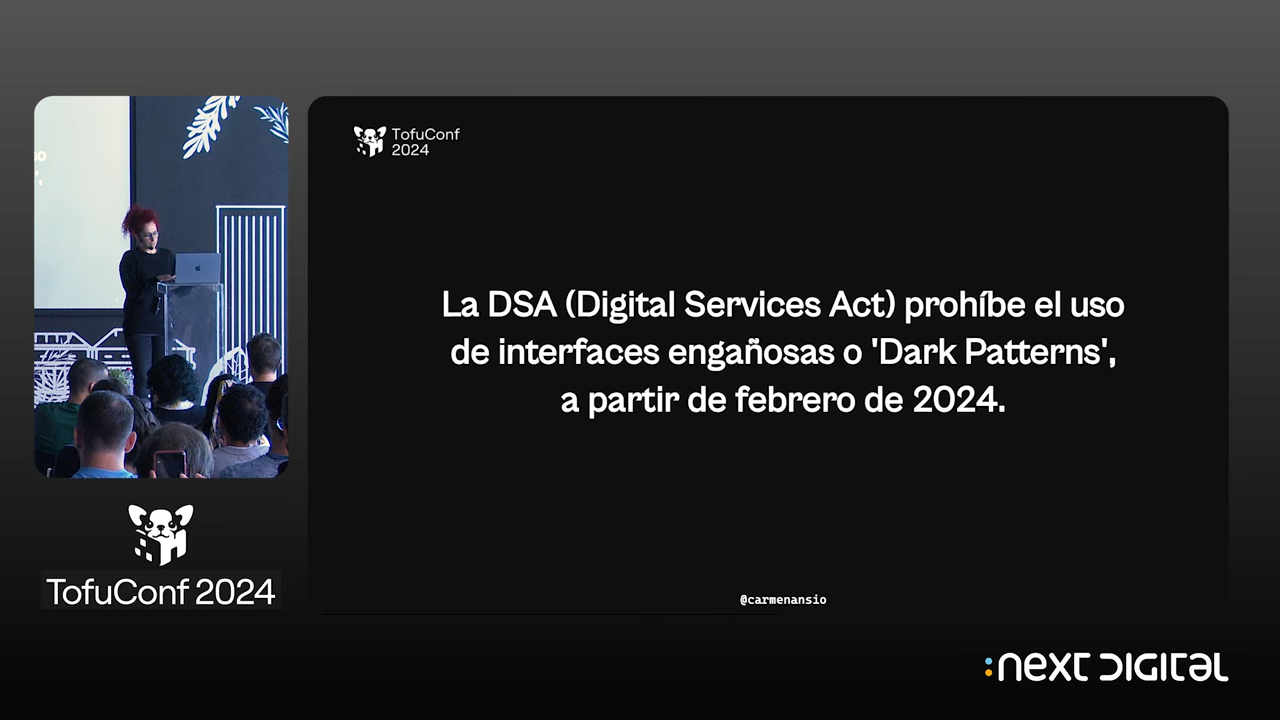 TofuConf
2024
La DSA (Digital Services Act) prohíbe el uso
de interfaces engañosas o 'Dark Patterns',
a partir de febrero de 2024.
@carmenansio
TofuConf 2024
:next digital